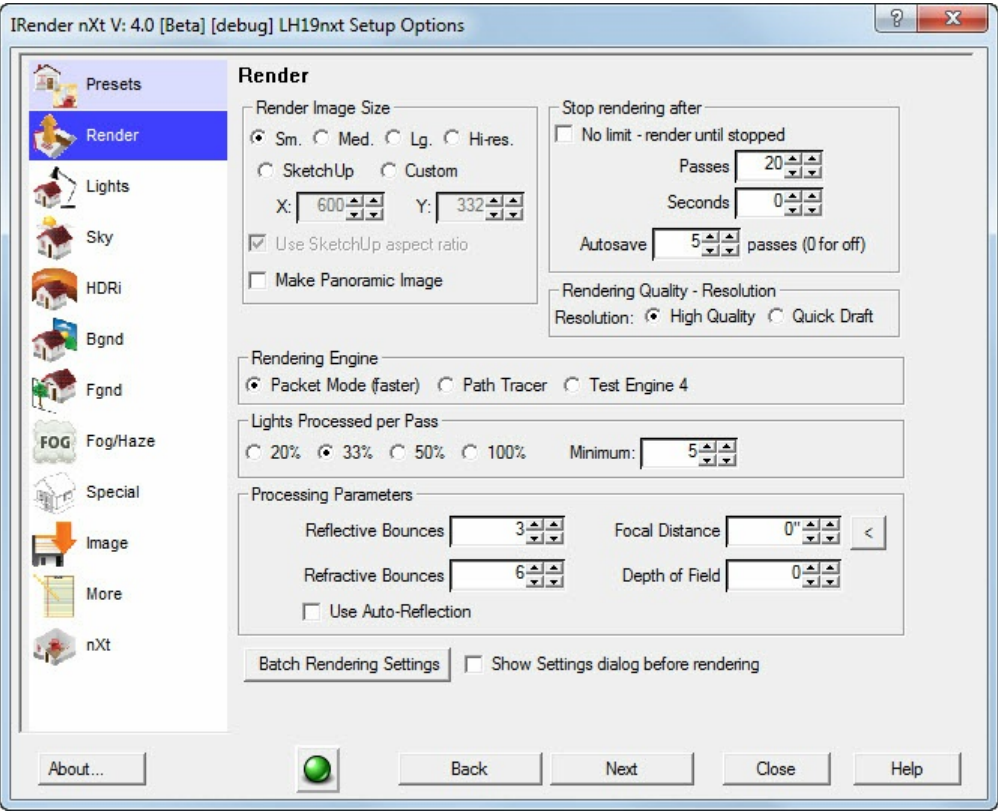 IRender nXt V: 4.0 [Beta] [debug] LH19nxt Setup Options
Presets
Render
Lights
Sky
HDRi
Bgnd
Fgnd
FOG Fog/Haze
Special
Image
More
nXt
Render
Render Image Size
Sm. Med. Lg. Hi-res.
SketchUp Custom
X: 600 Y: 332
Use SketchUp aspect ratio
Make Panoramic Image
Stop rendering after
No limit - render until stopped
Passes 20
Seconds 0
Autosave 5 passes (0 for off)
Rendering Quality - Resolution
Resolution: High Quality Quick Draft
Rendering Engine
Packet Mode (faster) Path Tracer Test Engine 4
Lights Processed per Pass
20% 33% 50% 100% Minimum: 5
Processing Parameters
Reflective Bounces 3 Focal Distance 0" <
Refractive Bounces 6 Depth of Field 0
Use Auto-Reflection
Batch Rendering Settings Show Settings dialog before rendering
About... Back Next Close Help